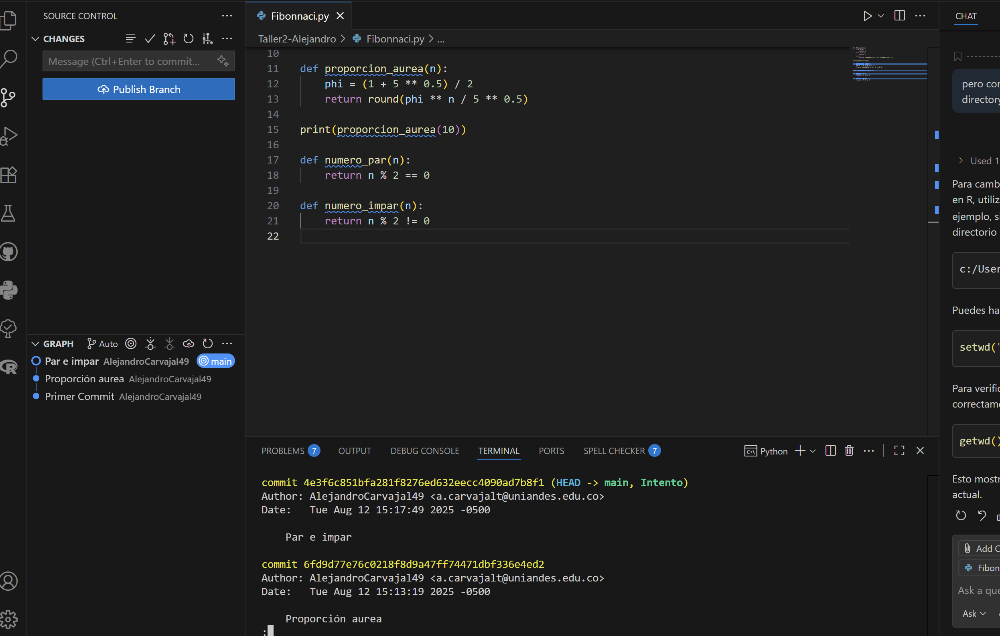 SOURCE CONTROL
CHANGES
Message (Ctrl+Enter to commit...
Publish Branch
GRAPH Auto
Par e impar AlejandroCarvajal49 main
Proporción aurea AlejandroCarvajal49
Primer Commit AlejandroCarvajal49
Fibonnaci.py
Taller2-Alejandro > Fibonnaci.py > ...
10
11 def proporcion_aurea(n):
12 phi = (1 + 5 ** 0.5) / 2
13 return round(phi ** n / 5 ** 0.5)
14
15 print(proporcion_aurea(10))
16
17 def numero_par(n):
18 return n % 2 == 0
19
20 def numero_impar(n):
21 return n % 2 != 0
22
PROBLEMS 7 OUTPUT DEBUG CONSOLE TERMINAL PORTS SPELL CHECKER 7 Python
commit 4e3f6c851bfa281f8276ed632eecc4090ad7b8f1 (HEAD -> main, Intento)
Author: AlejandroCarvajal49 <a.carvajalt@uniandes.edu.co>
Date: Tue Aug 12 15:17:49 2025 -0500
Par e impar
commit 6fd9d77e76c0218f8d9a47ff74471dbf336e4ed2
Author: AlejandroCarvajal49 <a.carvajalt@uniandes.edu.co>
Date: Tue Aug 12 15:13:19 2025 -0500
Proporción aurea
:
CHAT
pero cor
directory
Used 1
Para camb
en R, utiliz
ejemplo, si
directorio
c:/User
Puedes ha
setwd("
Para verific
correctame
getwd()
Esto mostr
actual.
Add C
Fibon
Ask a que
Ask